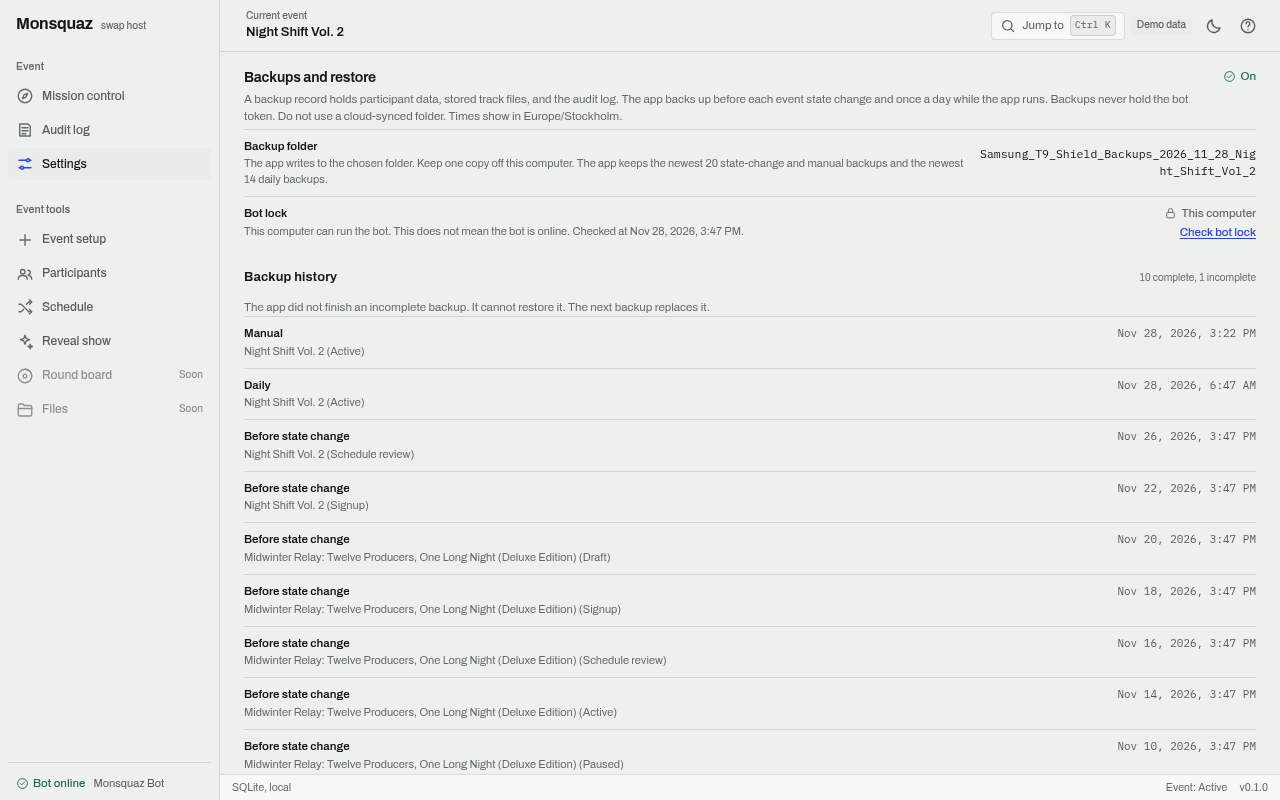 Monsquaz swap host
Event
Mission control
Audit log
Settings
Event tools
Event setup
Participants
Schedule
Reveal show
Round board Soon
Files Soon
Bot online Monsquaz Bot
Current event
Night Shift Vol. 2
Jump to Ctrl K
Demo data
Backups and restore
On
A backup record holds participant data, stored track files, and the audit log. The app backs up before each event state change and once a day while the app runs. Backups never hold the bot
token. Do not use a cloud-synced folder. Times show in Europe/Stockholm.
Backup folder
The app writes to the chosen folder. Keep one copy off this computer. The app keeps the newest 20 state-change and manual backups and the newest
14 daily backups.
Samsung_T9_Shield_Backups_2026_11_28_Nig
ht_Shift_Vol_2
Bot lock
This computer can run the bot. This does not mean the bot is online. Checked at Nov 28, 2026, 3:47 PM.
This computer
Check bot lock
Backup history
10 complete, 1 incomplete
The app did not finish an incomplete backup. It cannot restore it. The next backup replaces it.
Manual Nov 28, 2026, 3:22 PM
Night Shift Vol. 2 (Active)
Daily Nov 28, 2026, 6:47 AM
Night Shift Vol. 2 (Active)
Before state change Nov 26, 2026, 3:47 PM
Night Shift Vol. 2 (Schedule review)
Before state change Nov 22, 2026, 3:47 PM
Night Shift Vol. 2 (Signup)
Before state change Nov 20, 2026, 3:47 PM
Midwinter Relay: Twelve Producers, One Long Night (Deluxe Edition) (Draft)
Before state change Nov 18, 2026, 3:47 PM
Midwinter Relay: Twelve Producers, One Long Night (Deluxe Edition) (Signup)
Before state change Nov 16, 2026, 3:47 PM
Midwinter Relay: Twelve Producers, One Long Night (Deluxe Edition) (Schedule review)
Before state change Nov 14, 2026, 3:47 PM
Midwinter Relay: Twelve Producers, One Long Night (Deluxe Edition) (Active)
Before state change Nov 10, 2026, 3:47 PM
Midwinter Relay: Twelve Producers, One Long Night (Deluxe Edition) (Paused)
SQLite, local
Event: Active v0.1.0